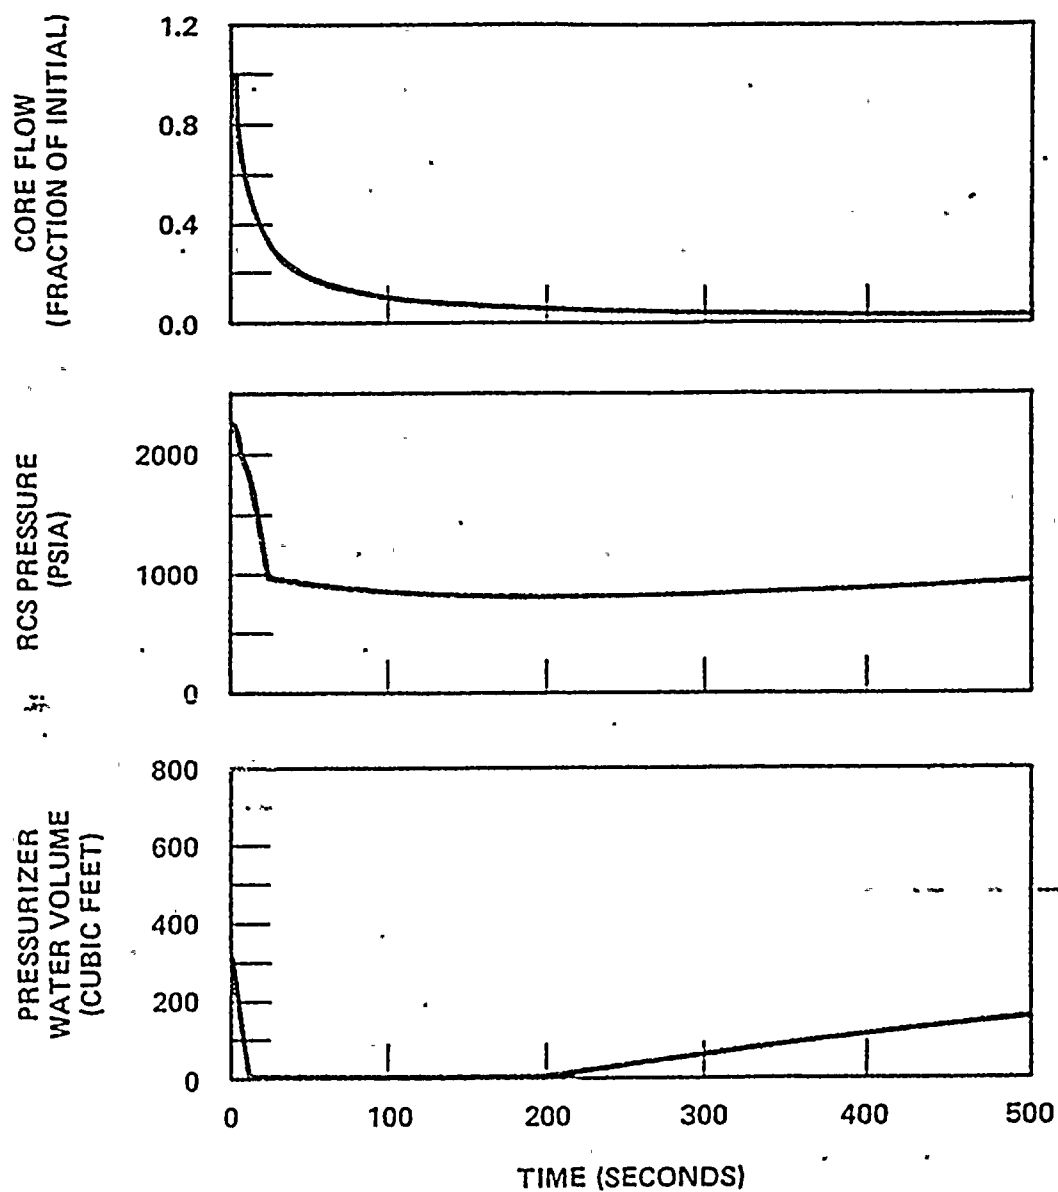 CORE FLOW
(FRACTION OF INITIAL)
1.2
0.8
0.4
0.0
RCS PRESSURE
(PSIA)
2000
1000
0
PRESSURIZER
WATER VOLUME
(CUBIC FEET)
800
600
400
200
0
0 100 200 300 400 500
TIME (SECONDS)